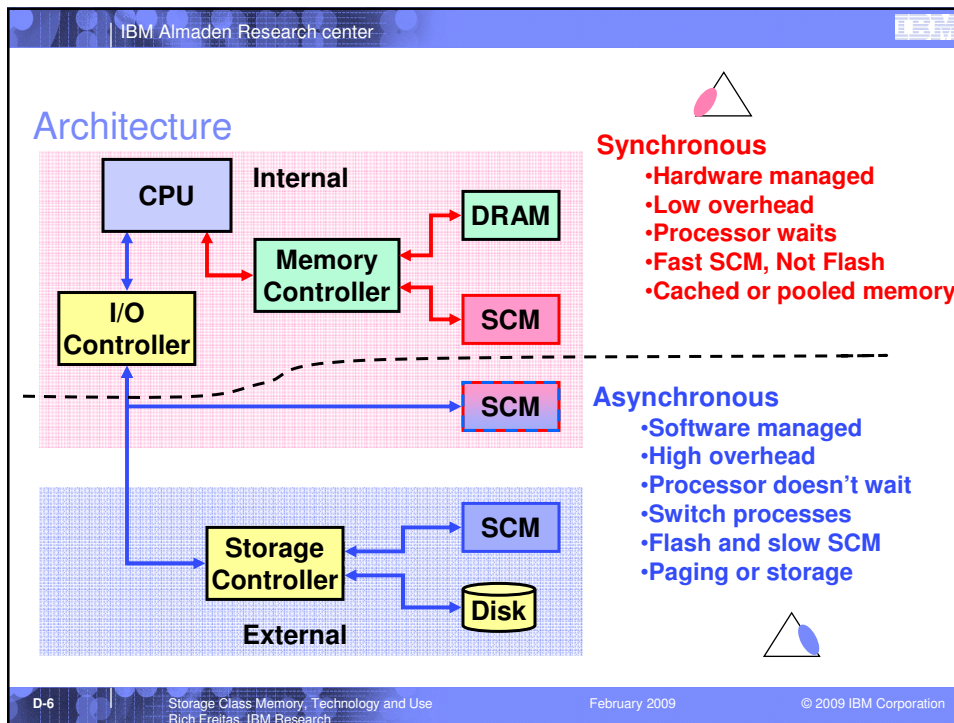 IBM Almaden Research center
IBM
Architecture
Internal
CPU
DRAM
Memory
Controller
I/O
Controller
SCM
SCM
SCM
Storage
Controller
Disk
External
Synchronous
•Hardware managed
•Low overhead
•Processor waits
•Fast SCM, Not Flash
•Cached or pooled memory
Asynchronous
•Software managed
•High overhead
•Processor doesn't wait
•Switch processes
•Flash and slow SCM
•Paging or storage
D-6
Storage Class Memory, Technology and Use
Rich Freitas, IBM Research
February 2009
© 2009 IBM Corporation